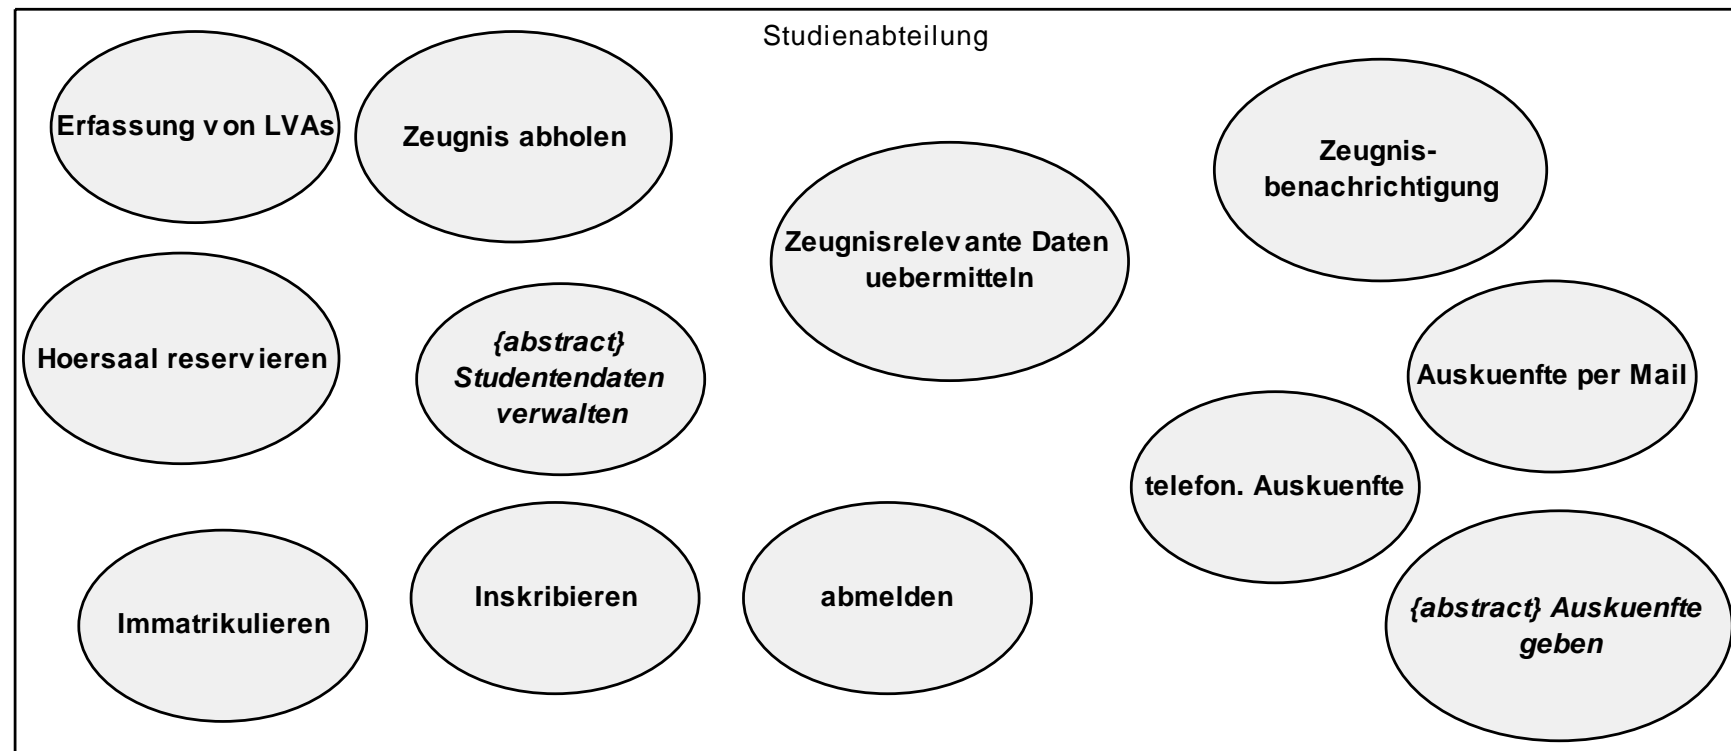 Studienabteilung
Erfassung von LVAs
Zeugnis abholen
Zeugnis-
benachrichtigung
Zeugnisrelevante Daten
uebermitteln
Hoersaal reservieren
{abstract}
Studentendaten
verwalten
Auskuenfte per Mail
telefon. Auskuenfte
Immatrikulieren
Inskribieren
abmelden
{abstract} Auskuenfte
geben